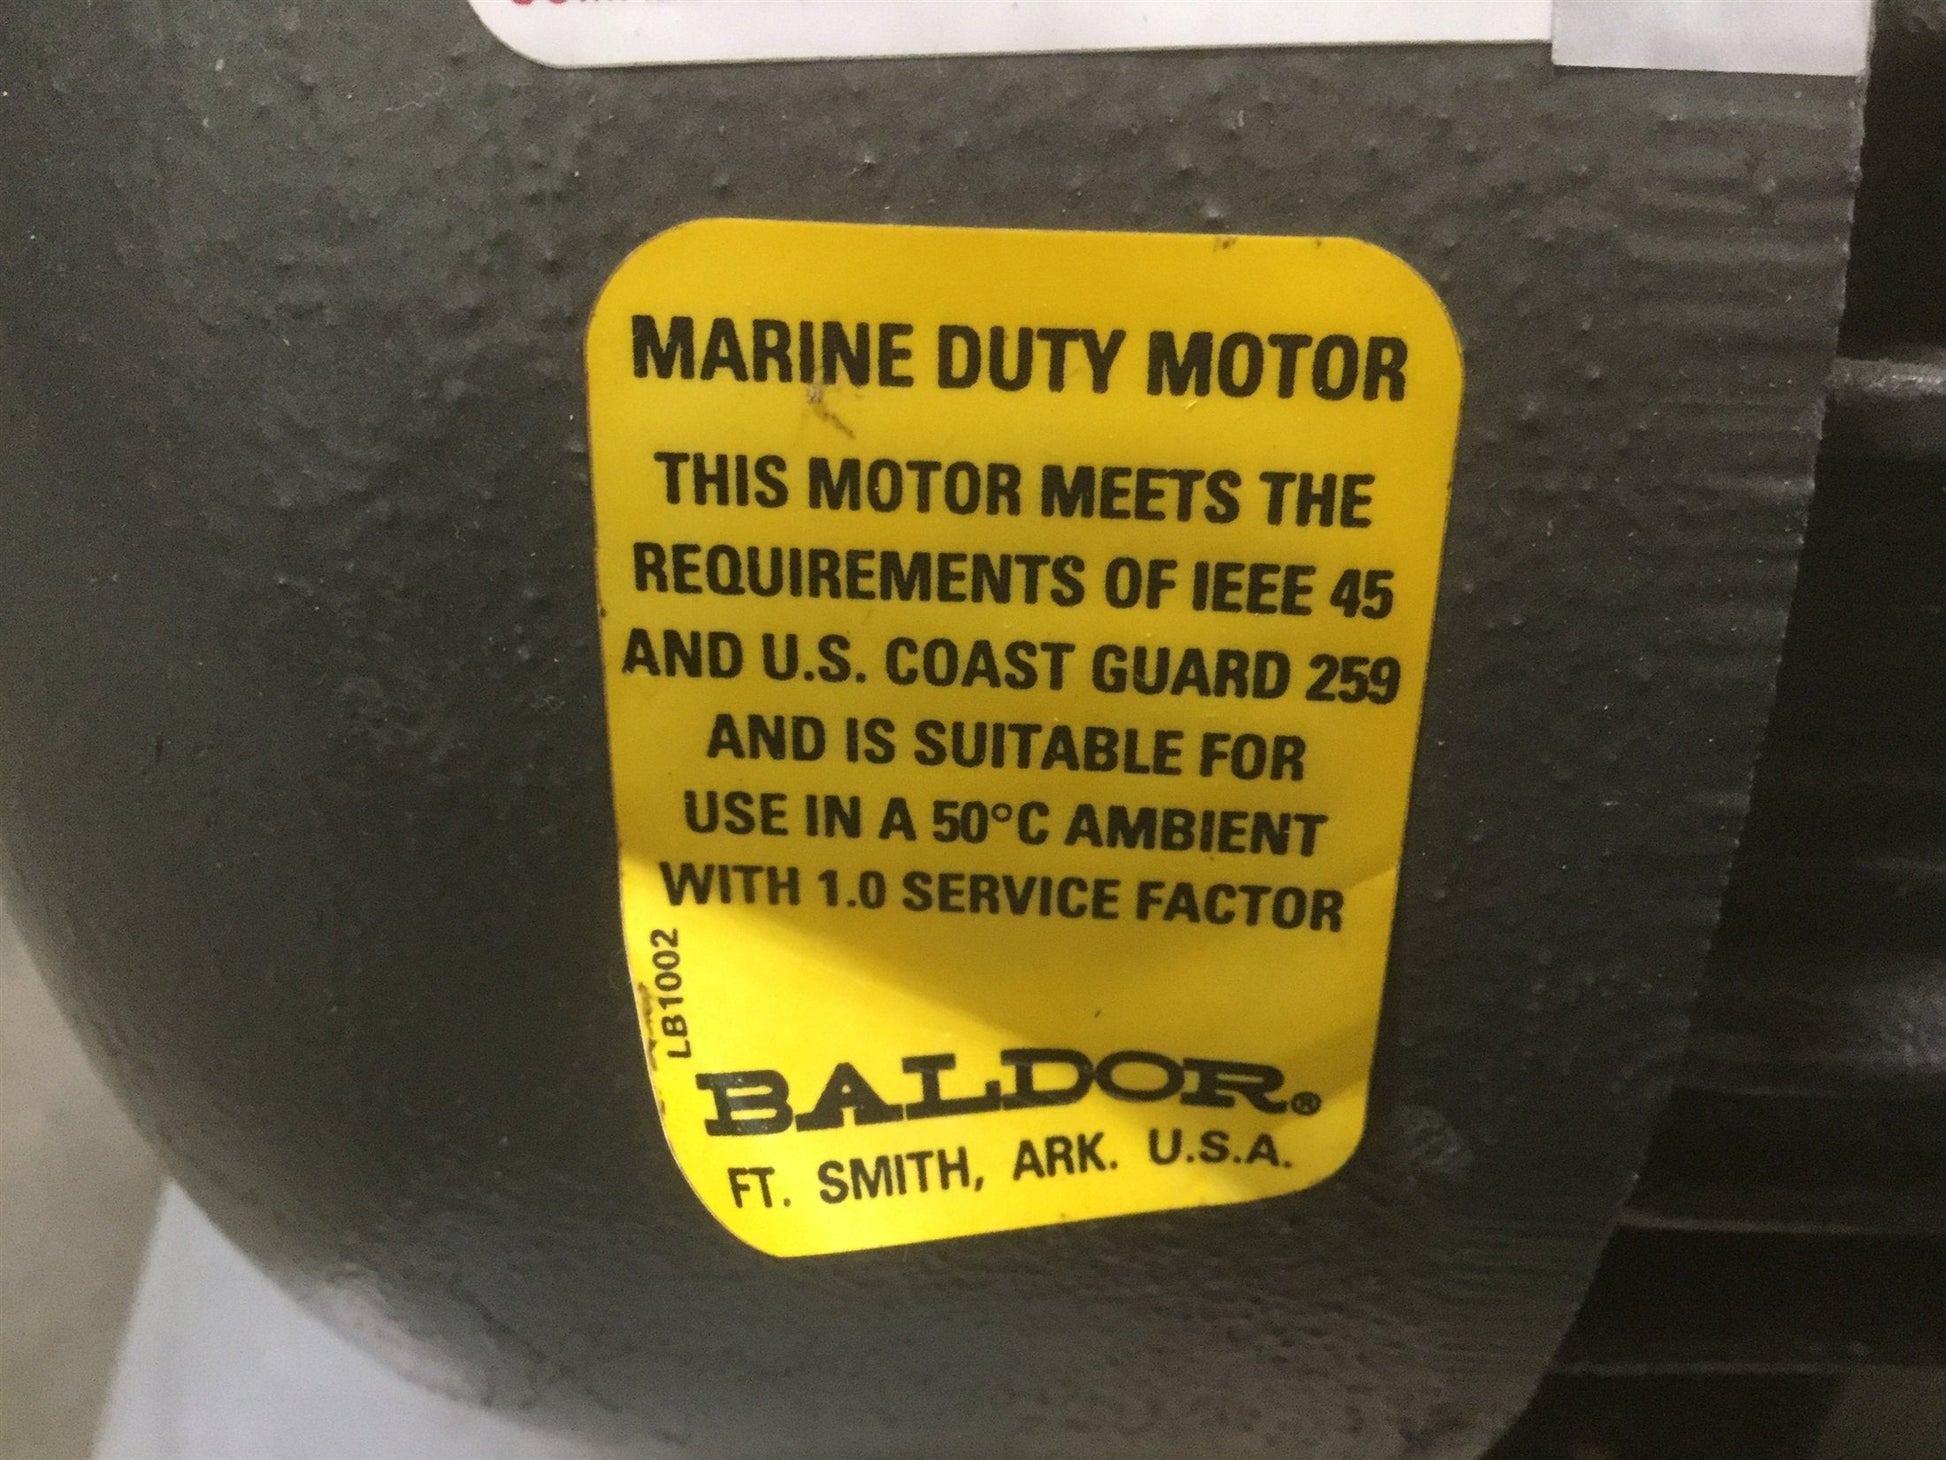 MARINE DUTY MOTOR
THIS MOTOR MEETS THE
REQUIREMENTS OF IEEE 45
AND U.S. COAST GUARD 259
AND IS SUITABLE FOR
USE IN A 50°C AMBIENT
WITH 1.0 SERVICE FACTOR
LB1002
BALDOR®
FT. SMITH, ARK. U.S.A.